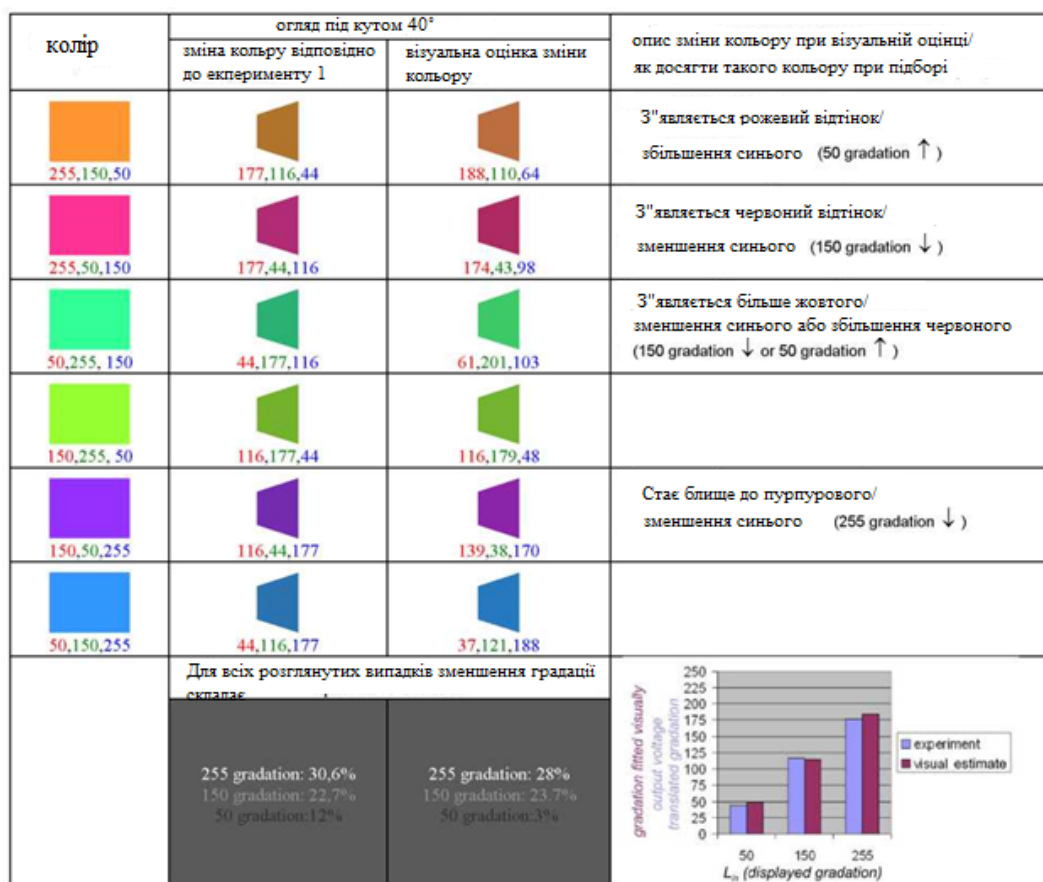 колір
огляд під кутом 40°
зміна кольру відповідно
до експерименту 1
візуальна оцінка зміни
кольору
опис зміни кольору при візуальній оцінці/
як досягти такого кольору при підборі
255,150,50
177,116,44
188,110,64
З"являється рожевий відтінок/
збільшення синього (50 gradation ↑ )
255,50,150
177,44,116
174,43,98
З"являється червоний відтінок/
зменшення синього (150 gradation ↓ )
50,255, 150
44,177,116
61,201,103
З"являється більше жовтого/
зменшення синього або збільшення червоного
(150 gradation ↓ or 50 gradation ↑ )
150,255, 50
116,177,44
116,179,48
150,50,255
116,44,177
139,38,170
Стає блище до пурпурового/
зменшення синього (255 gradation ↓ )
50,150,255
44,116,177
37,121,188
Для всіх розглянутих випадків зменшення градації
складає
255 gradation: 30,6%
150 gradation: 22,7%
50 gradation:12%
255 gradation: 28%
150 gradation: 23.7%
50 gradation:3%
gradation fitted visually
output voltage
translated gradation
250
225
200
175
150
125
100
75
50
25
0
50 150 255
L_in (displayed gradation)
experiment
visual estimate